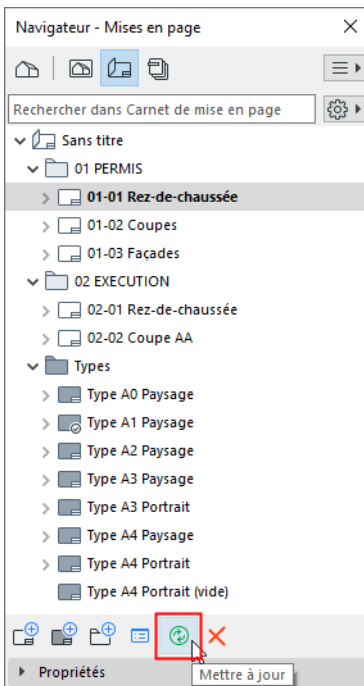 Navigateur - Mises en page
Rechercher dans Carnet de mise en page
Sans titre
01 PERMIS
01-01 Rez-de-chaussée
01-02 Coupes
01-03 Façades
02 EXECUTION
02-01 Rez-de-chaussée
02-02 Coupe AA
Types
Type A0 Paysage
Type A1 Paysage
Type A2 Paysage
Type A3 Paysage
Type A3 Portrait
Type A4 Paysage
Type A4 Portrait
Type A4 Portrait (vide)
Propriétés
Mettre à jour